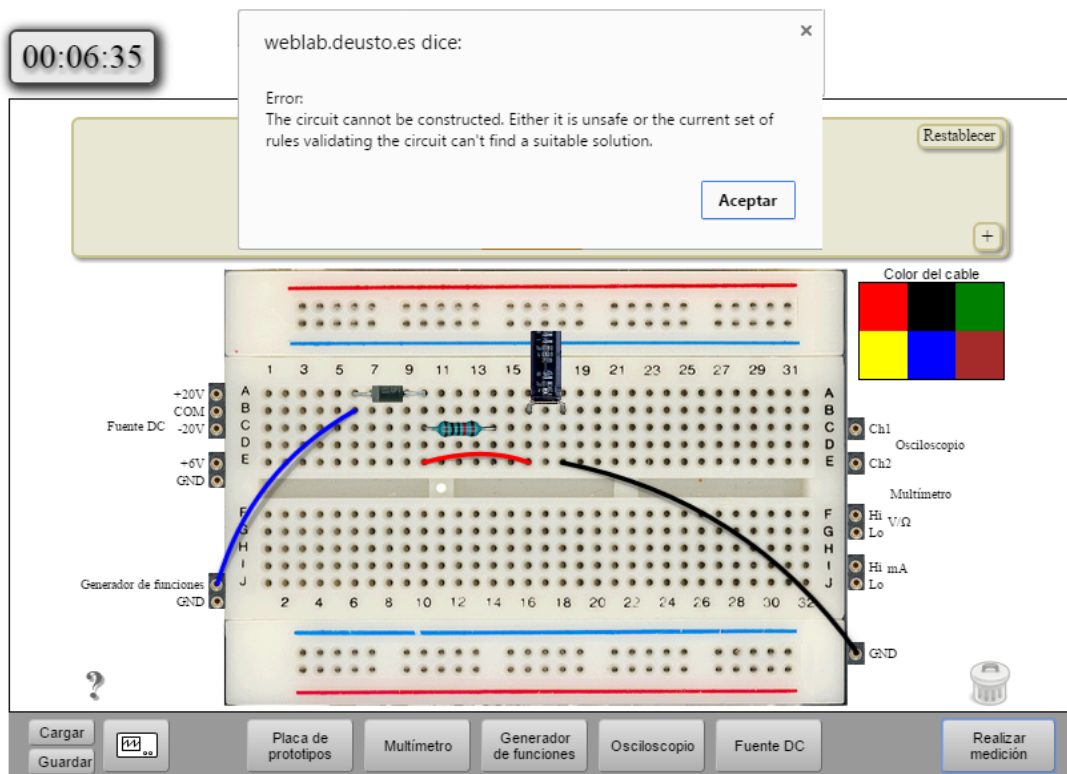 00:06:35
weblab.deusto.es dice:
×
Error:
The circuit cannot be constructed. Either it is unsafe or the current set of
rules validating the circuit can't find a suitable solution.
Aceptar
Restablecer
+
Color del cable
1 3 5 7 9 11 13 15 19 21 23 25 27 29 31
+20V
COM
Fuente DC -20V
+6V
GND
A A
B B
C C
D D
E E
Ch1
Osciloscopio
Ch2
Multímetro
F F
G G
H H
I I
J J
Hi
V/Ω
Lo
Hi mA
Lo
Generador de funciones
GND
2 4 6 8 10 12 14 16 18 20 22 24 26 28 30 32
GND
?
Cargar
Guardar
Placa de
prototipos
Multímetro
Generador
de funciones
Osciloscopio
Fuente DC
Realizar
medición